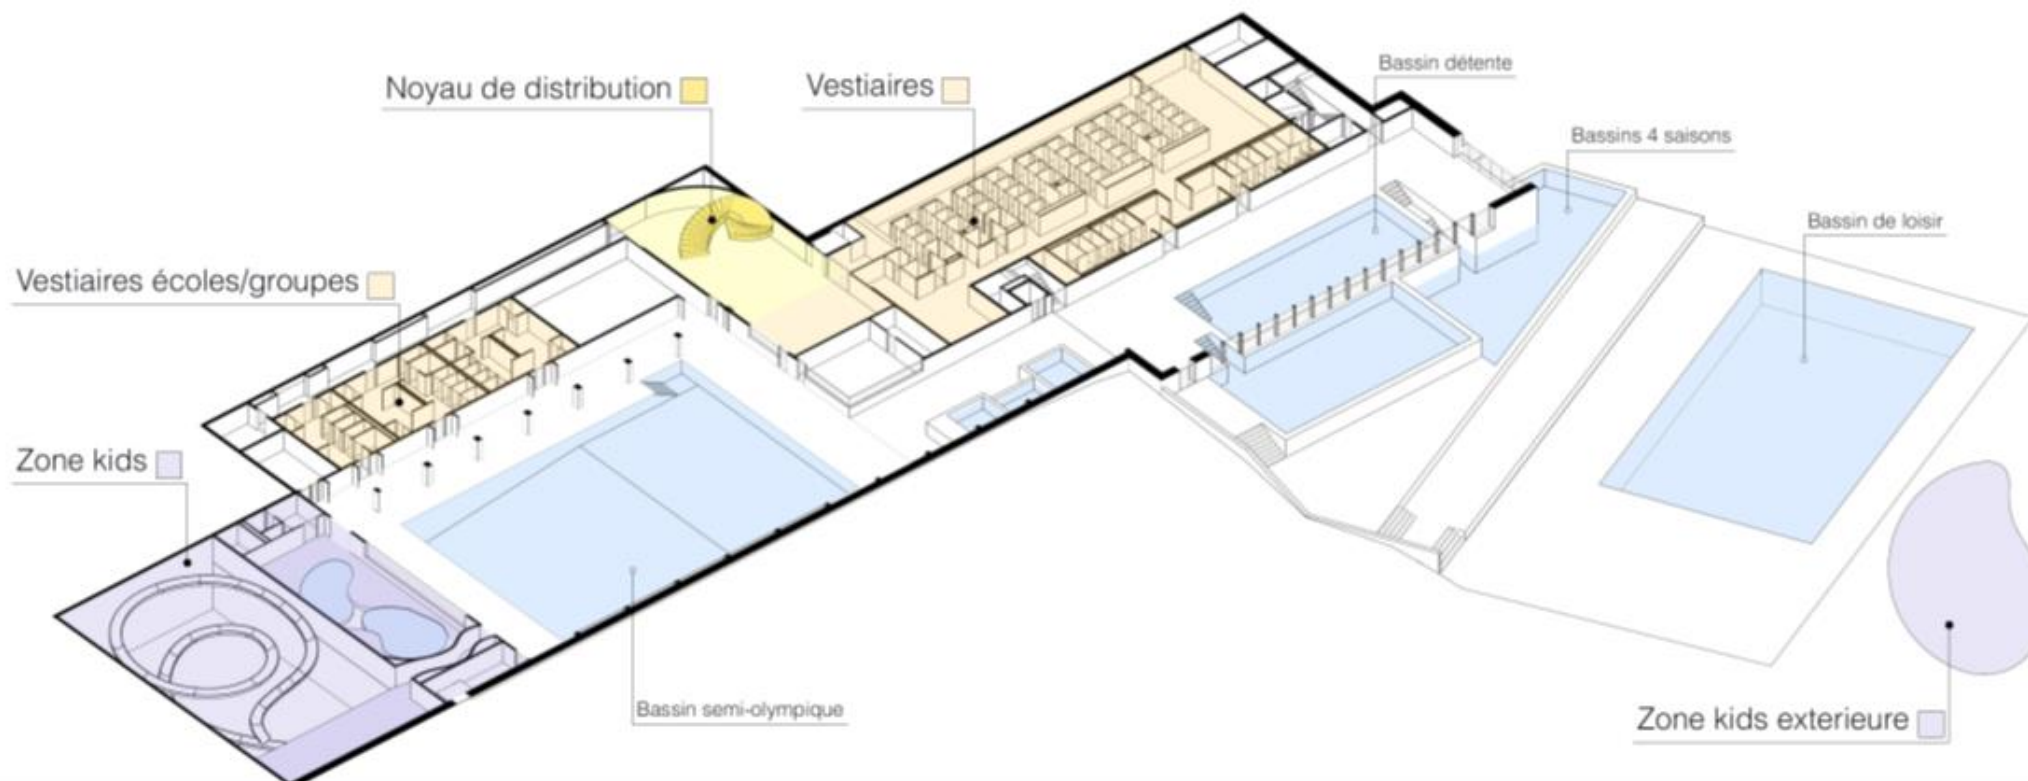 Noyau de distribution
Vestiaires
Bassin détente
Bassins 4 saisons
Bassin de loisir
Vestiaires écoles/groupes
Zone kids
Bassin semi-olympique
Zone kids exterieure